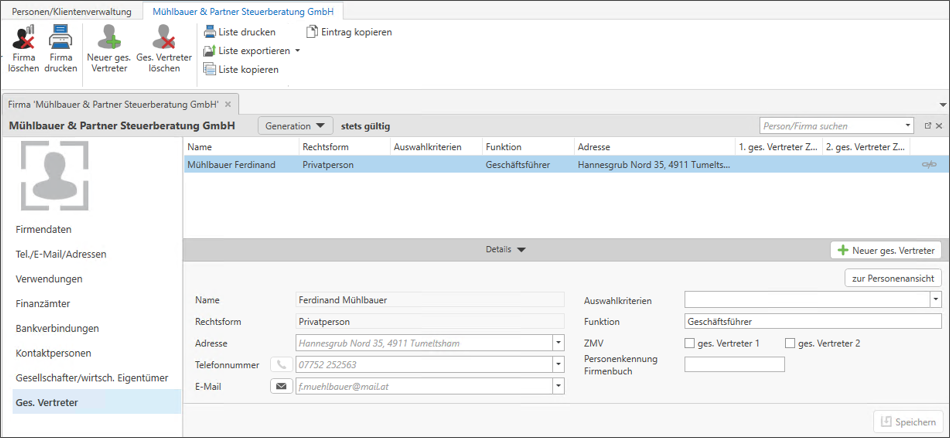 Personen/Klientenverwaltung Mühlbauer & Partner Steuerberatung GmbH
Firma löschen
Firma drucken
Neuer ges. Vertreter
Ges. Vertreter löschen
Liste drucken
Liste exportieren
Liste kopieren
Eintrag kopieren
Firma 'Mühlbauer & Partner Steuerberatung GmbH'
Mühlbauer & Partner Steuerberatung GmbH Generation stets gültig Person/Firma suchen
Name Rechtsform Auswahlkriterien Funktion Adresse 1. ges. Vertreter Z... 2. ges. Vertreter Z...
Mühlbauer Ferdinand Privatperson Geschäftsführer Hannesgrub Nord 35, 4911 Tumelts...
Firmendaten
Tel./E-Mail/Adressen
Verwendungen
Finanzämter
Bankverbindungen
Kontaktpersonen
Gesellschafter/wirtsch. Eigentümer
Ges. Vertreter
Details Neuer ges. Vertreter
zur Personenansicht
Name Ferdinand Mühlbauer
Rechtsform Privatperson
Adresse Hannesgrub Nord 35, 4911 Tumeltsham
Telefonnummer 07752 252563
E-Mail f.muehlbauer@mail.at
Auswahlkriterien
Funktion Geschäftsführer
ZMV ges. Vertreter 1 ges. Vertreter 2
Personenkennung
Firmenbuch
Speichern